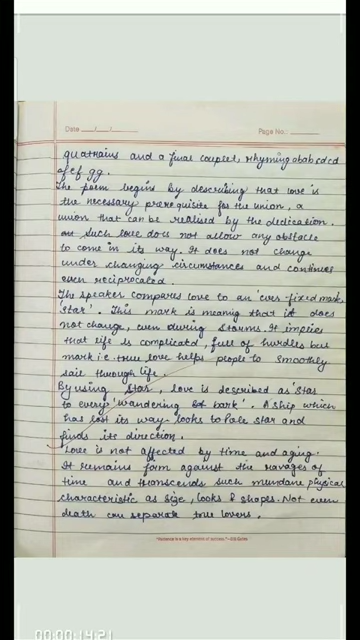 Date ___/___/___ Page No.: ______
quatrains and a final couplet, rhyming abab cdcd
efef gg.
The poem begins by describing that love is
the necessary prerequisite for the union, a
union that can be realised by the dedication.
Such love does not allow any obstacle
to come in its way. It does not change
under changing circumstances and continues
even reciprocated.
The speaker compares love to an 'ever-fixed mark,
Star'. This mark is meaning that it does
not change, even during Storms. It implies
that life is complicated, full of hurdles but
mark i.e true love helps people to smoothly
sail through life.
By using Star, Love is described as Star
to every 'wandering bark'. A ship which
has lost its way looks to Pole star and
finds its direction.
Love is not affected by time and aging.
It remains form against the ravages of
time and transcends such mundane physical
characteristic as size, looks & shapes. Not even
death can separate true lovers.
00:00:14:21